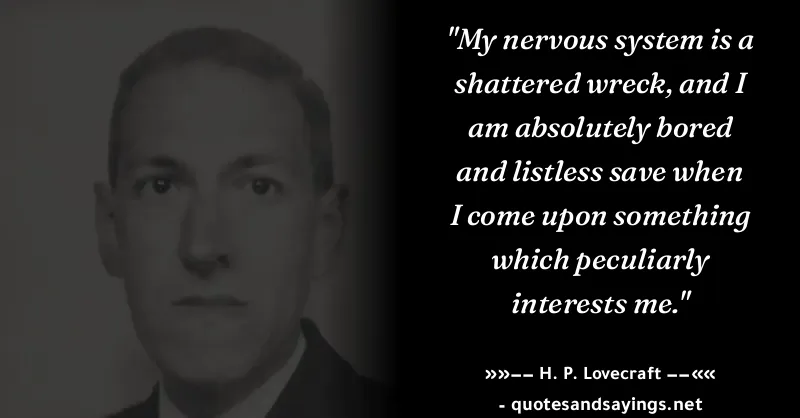 "My nervous system is a
shattered wreck, and I
am absolutely bored
and listless save when
I come upon something
which peculiarly
interests me."
»»−− H. P. Lovecraft −−««
- quotesandsayings.net